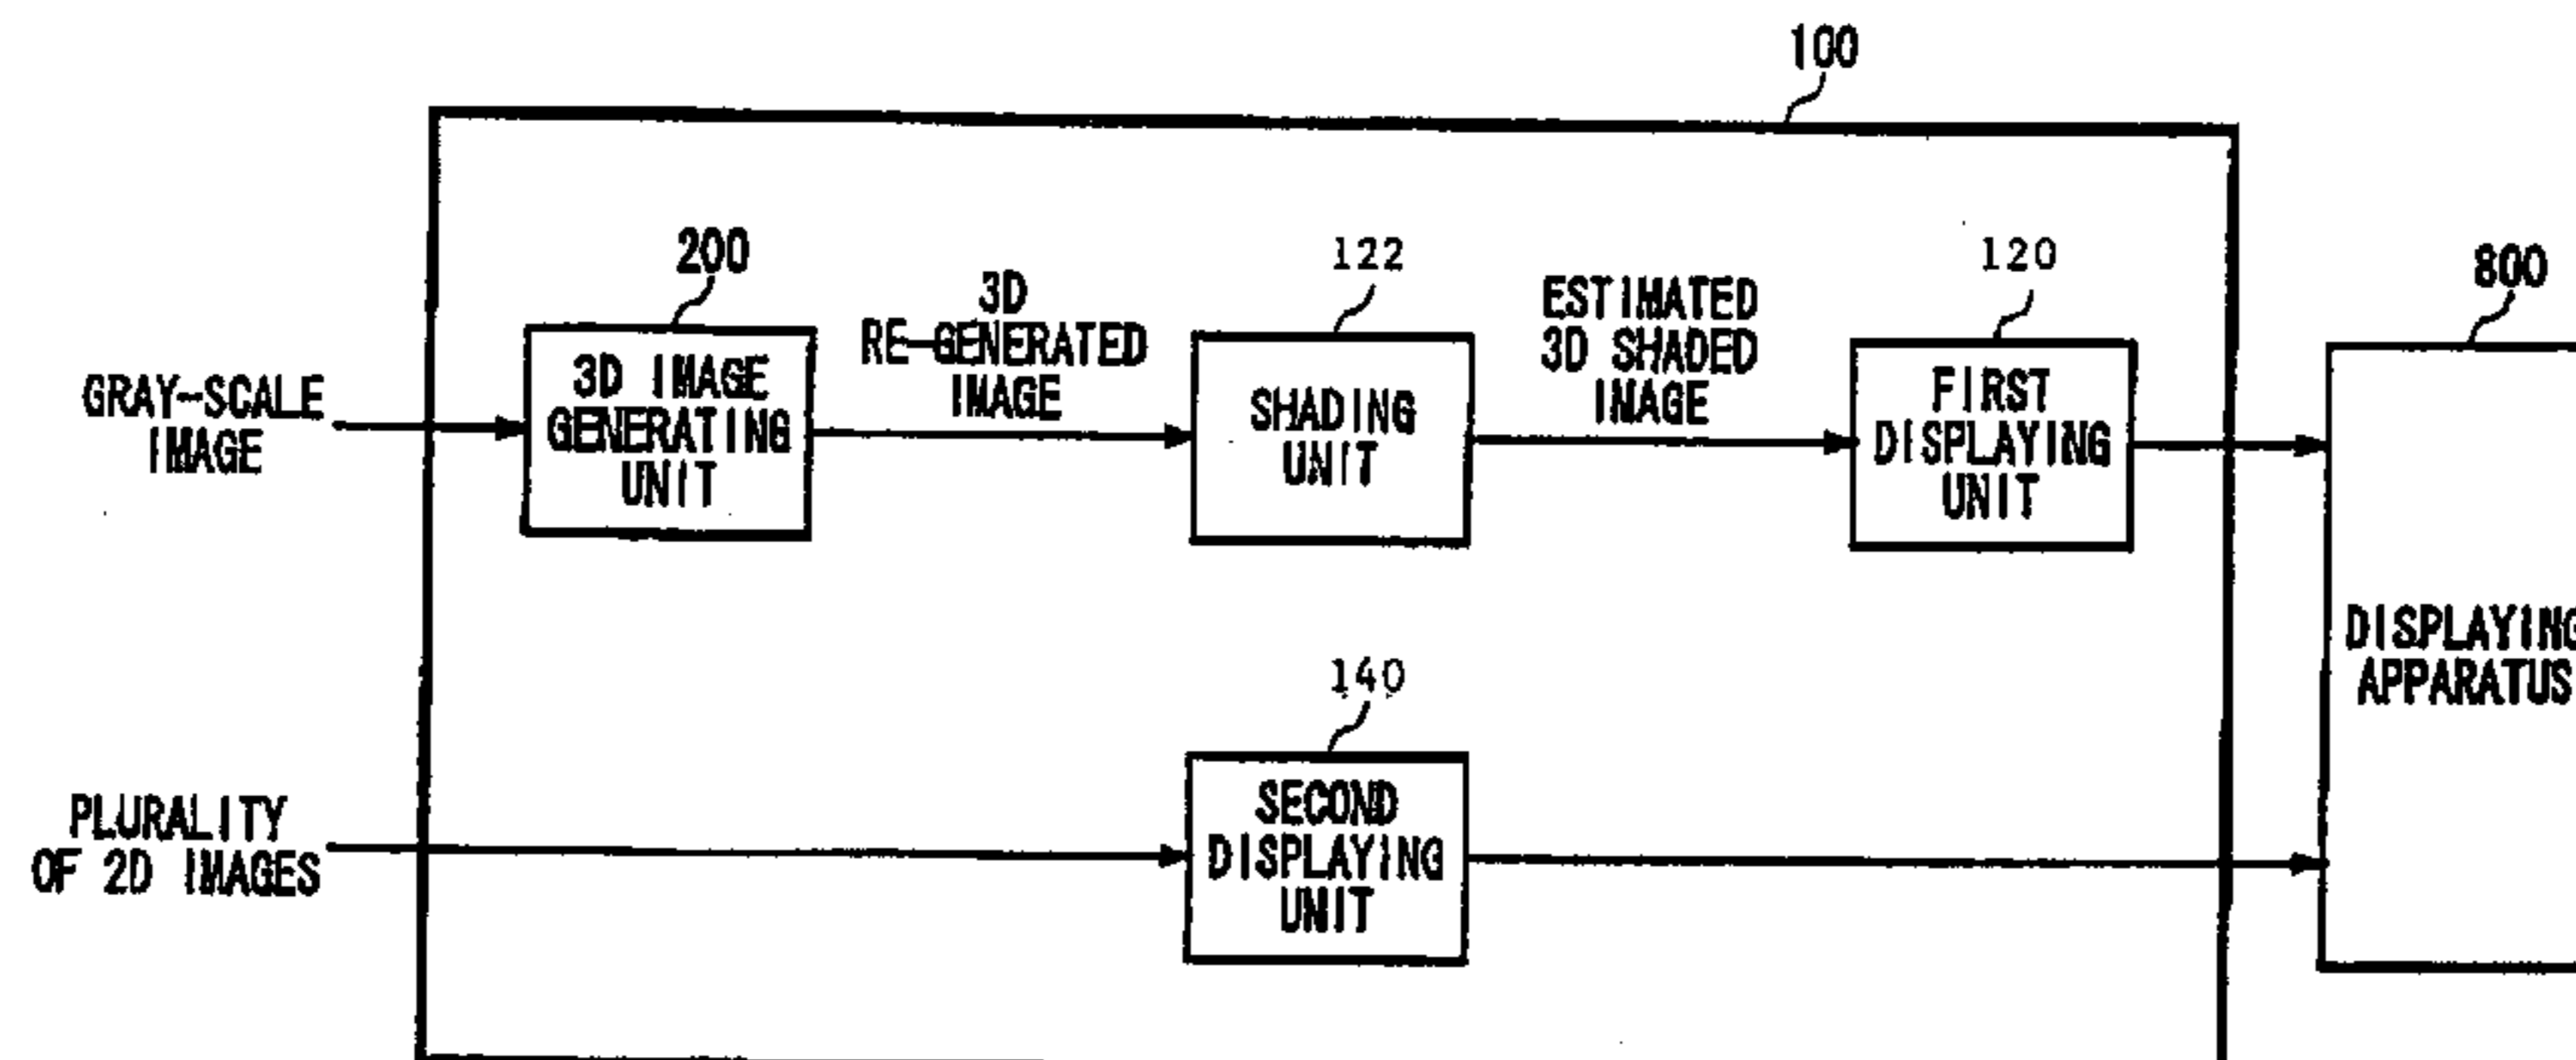 100
200
122
120
800
3D
RE-GENERATED
IMAGE
ESTIMATED
3D SHADED
IMAGE
GRAY-SCALE
IMAGE
3D IMAGE
GENERATING
UNIT
SHADING
UNIT
FIRST
DISPLAYING
UNIT
DISPLAYING
APPARATUS
140
PLURALITY
OF 2D IMAGES
SECOND
DISPLAYING
UNIT